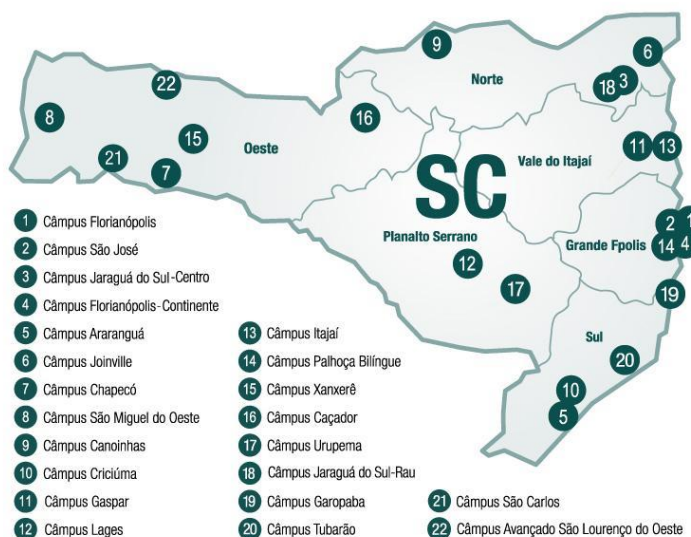 9
6
Norte
3
18
22
8
16
15
Oeste
11
13
Vale do Itajaí
21
7
SC
2
1
Planalto Serrano
Grande Fpolis
14
4
12
17
19
Sul
20
10
5
1 Câmpus Florianópolis
2 Câmpus São José
3 Câmpus Jaraguá do Sul-Centro
4 Câmpus Florianópolis-Continente
5 Câmpus Araranguá
6 Câmpus Joinville
7 Câmpus Chapecó
8 Câmpus São Miguel do Oeste
9 Câmpus Canoinhas
10 Câmpus Criciúma
11 Câmpus Gaspar
12 Câmpus Lages
13 Câmpus Itajaí
14 Câmpus Palhoça Bilíngue
15 Câmpus Xanxerê
16 Câmpus Caçador
17 Câmpus Urupema
18 Câmpus Jaraguá do Sul-Rau
19 Câmpus Garopaba
20 Câmpus Tubarão
21 Câmpus São Carlos
22 Câmpus Avançado São Lourenço do Oeste